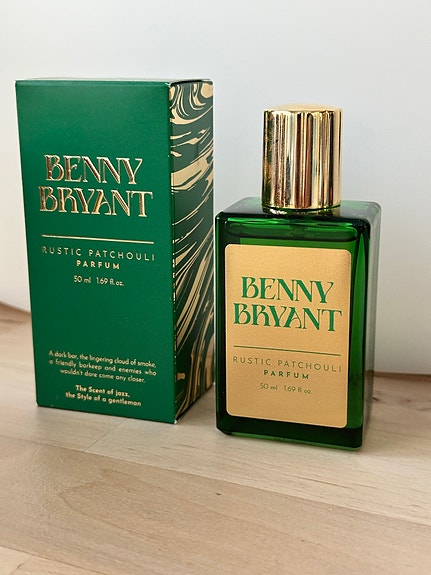 BENNY
BRYANT
RUSTIC PATCHOULI
PARFUM
50 ml 1.69 fl oz.
A dark bar, the lingering cloud of smoke,
a friendly barkeep and enemies who
wouldn't dare come any closer.
The Scent of jazz,
the Style of a gentleman
BENNY
BRYANT
RUSTIC PATCHOULI
PARFUM
50 ml 1.69 fl oz.